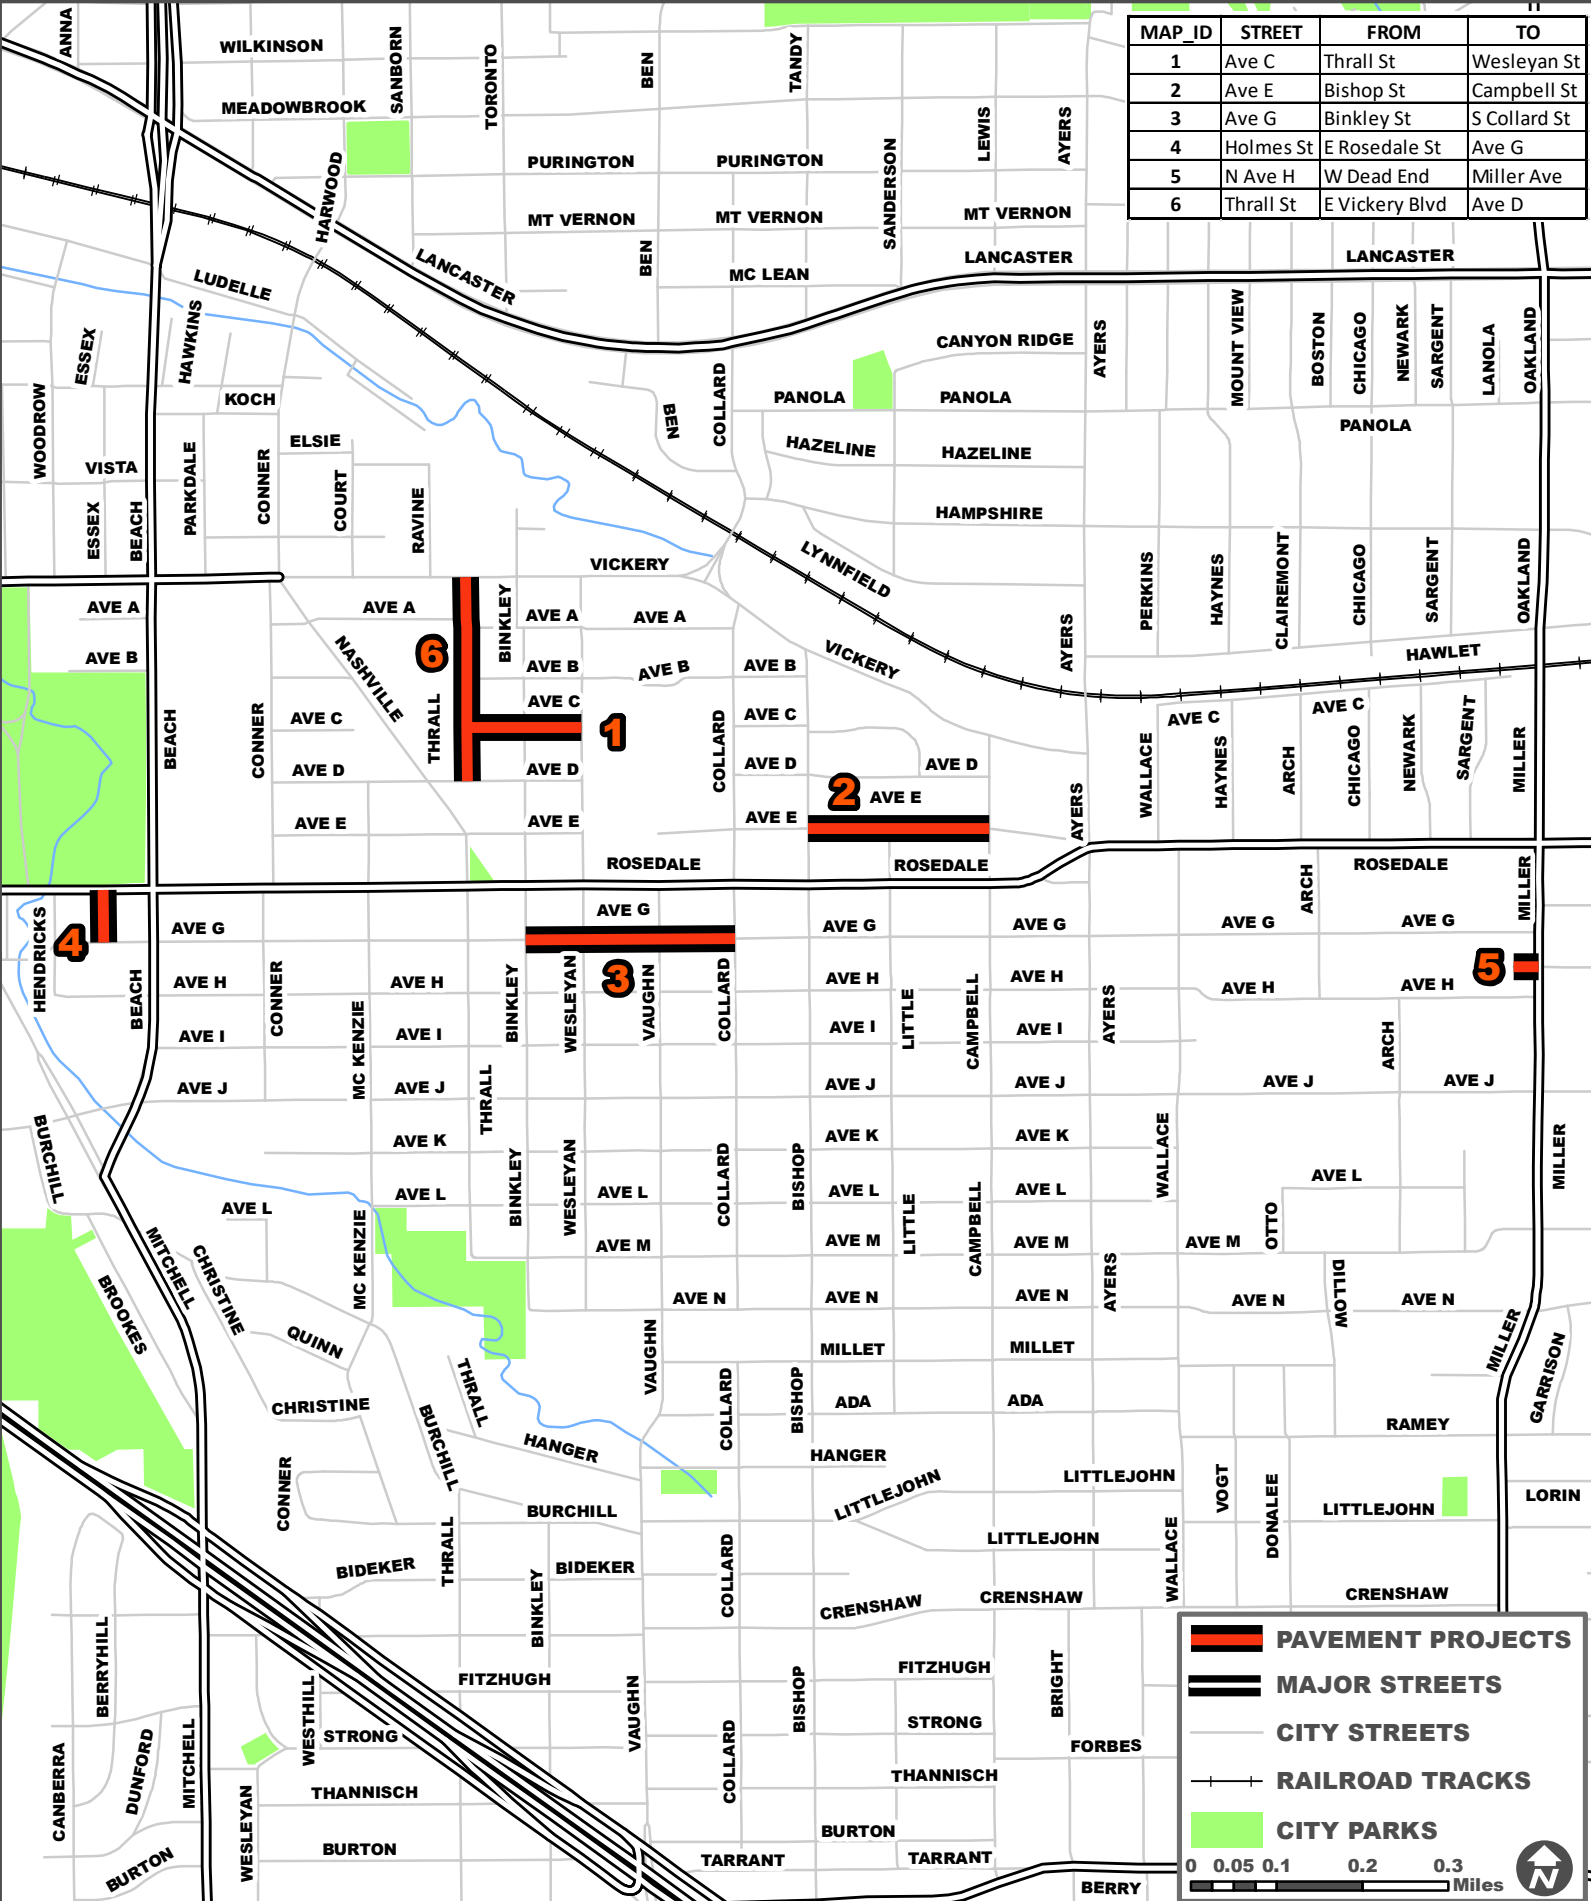 MAP_ID STREET FROM TO
1 Ave C Thrall St Wesleyan St
2 Ave E Bishop St Campbell St
3 Ave G Binkley St S Collard St
4 Holmes St E Rosedale St Ave G
5 N Ave H W Dead End Miller Ave
6 Thrall St E Vickery Blvd Ave D
ANNA
WILKINSON
SANBORN
TORONTO
BEN
TANDY
MEADOWBROOK
LEWIS
AYERS
HARWOOD
PURINGTON PURINGTON
SANDERSON
MT VERNON MT VERNON MT VERNON
BEN
LANCASTER
LANCASTER LANCASTER
MC LEAN
LUDELLE
ESSEX
HAWKINS
CANYON RIDGE
AYERS
MOUNT VIEW
BOSTON
CHICAGO
NEWARK
SARGENT
LANOLA
OAKLAND
WOODROW
KOCH
BEN
COLLARD
PANOLA PANOLA
PANOLA
ELSIE
HAZELINE HAZELINE
VISTA
PARKDALE
CONNER
COURT
RAVINE
ESSEX
BEACH
HAMPSHIRE
VICKERY
LYNNFIELD
PERKINS
HAYNES
CLAIREMONT
CHICAGO
SARGENT
OAKLAND
AVE A AVE A
BINKLEY
AVE A AVE A
AYERS
6
NASHVILLE
AVE B
AVE B AVE B AVE B
VICKERY
HAWLET
BEACH
CONNER
AVE C
THRALL
AVE C
1
COLLARD
AVE C
AVE C AVE C
WALLACE
HAYNES
ARCH
CHICAGO
NEWARK
SARGENT
MILLER
AVE D AVE D AVE D AVE D
2
AVE E
AYERS
AVE E AVE E AVE E
ROSEDALE ROSEDALE ROSEDALE
ARCH
MILLER
HENDRICKS
4
AVE G AVE G AVE G AVE G AVE G AVE G
5
3
BEACH
AVE H
CONNER
AVE H
BINKLEY
WESLEYAN
VAUGHN
COLLARD
AVE H
LITTLE
CAMPBELL
AVE H
AYERS
AVE H AVE H
AVE I
MC KENZIE
AVE I AVE I AVE I
ARCH
AVE J AVE J
THRALL
AVE J AVE J AVE J AVE J
BURCHILL
AVE K
BINKLEY
WESLEYAN
COLLARD
BISHOP
AVE K AVE K
WALLACE
MILLER
AVE L
MC KENZIE
AVE L AVE L AVE L
LITTLE
CAMPBELL
AVE L AVE L
OTTO
MITCHELL
CHRISTINE
AVE M AVE M AVE M
AYERS
AVE M
DILLOW
BROOKES
AVE N AVE N AVE N AVE N AVE N
QUINN
VAUGHN
MILLET MILLET
MILLER
GARRISON
THRALL
CHRISTINE
BURCHILL
COLLARD
BISHOP
ADA ADA
RAMEY
HANGER HANGER
CONNER
LITTLEJOHN LITTLEJOHN
VOGT
DONALEE
LITTLEJOHN
LORIN
BURCHILL
THRALL
LITTLEJOHN
WALLACE
BIDEKER BIDEKER
BINKLEY
COLLARD
CRENSHAW CRENSHAW CRENSHAW
BERRYHILL
WESTHILL
FITZHUGH
VAUGHN
BISHOP
FITZHUGH
BRIGHT
STRONG STRONG
FORBES
CANBERRA
DUNFORD
MITCHELL
WESLEYAN
THANNISCH
COLLARD
THANNISCH
BURTON
BURTON
BURTON
TARRANT TARRANT
BERRY
PAVEMENT PROJECTS
MAJOR STREETS
CITY STREETS
RAILROAD TRACKS
CITY PARKS
0 0.05 0.1 0.2 0.3
Miles
N